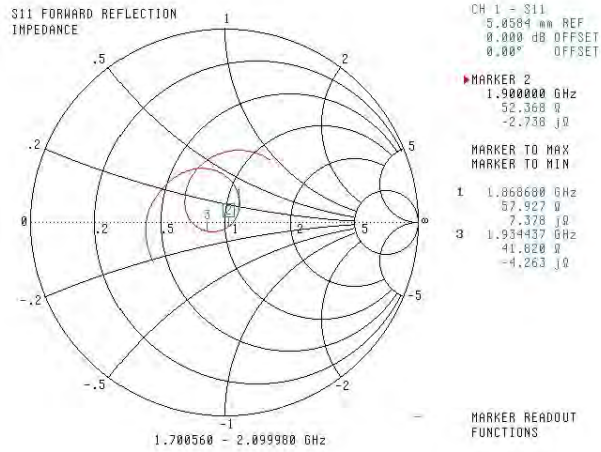 S11 FORWARD REFLECTION
IMPEDANCE
CH 1 - S11
5.0584 mm REF
0.000 dB OFFSET
0.00° OFFSET
MARKER 2
1.900000 GHz
52.368 Ω
-2.738 jΩ
MARKER TO MAX
MARKER TO MIN
1 1.868680 GHz
57.927 Ω
7.378 jΩ
3 1.934437 GHz
41.820 Ω
-4.263 jΩ
MARKER READOUT
FUNCTIONS
1
.5
2
.2
5
1
2
3
0
.2
.5
1
2
5
∞
-.2
-5
-.5
-2
-1
1.700560 - 2.099980 GHz